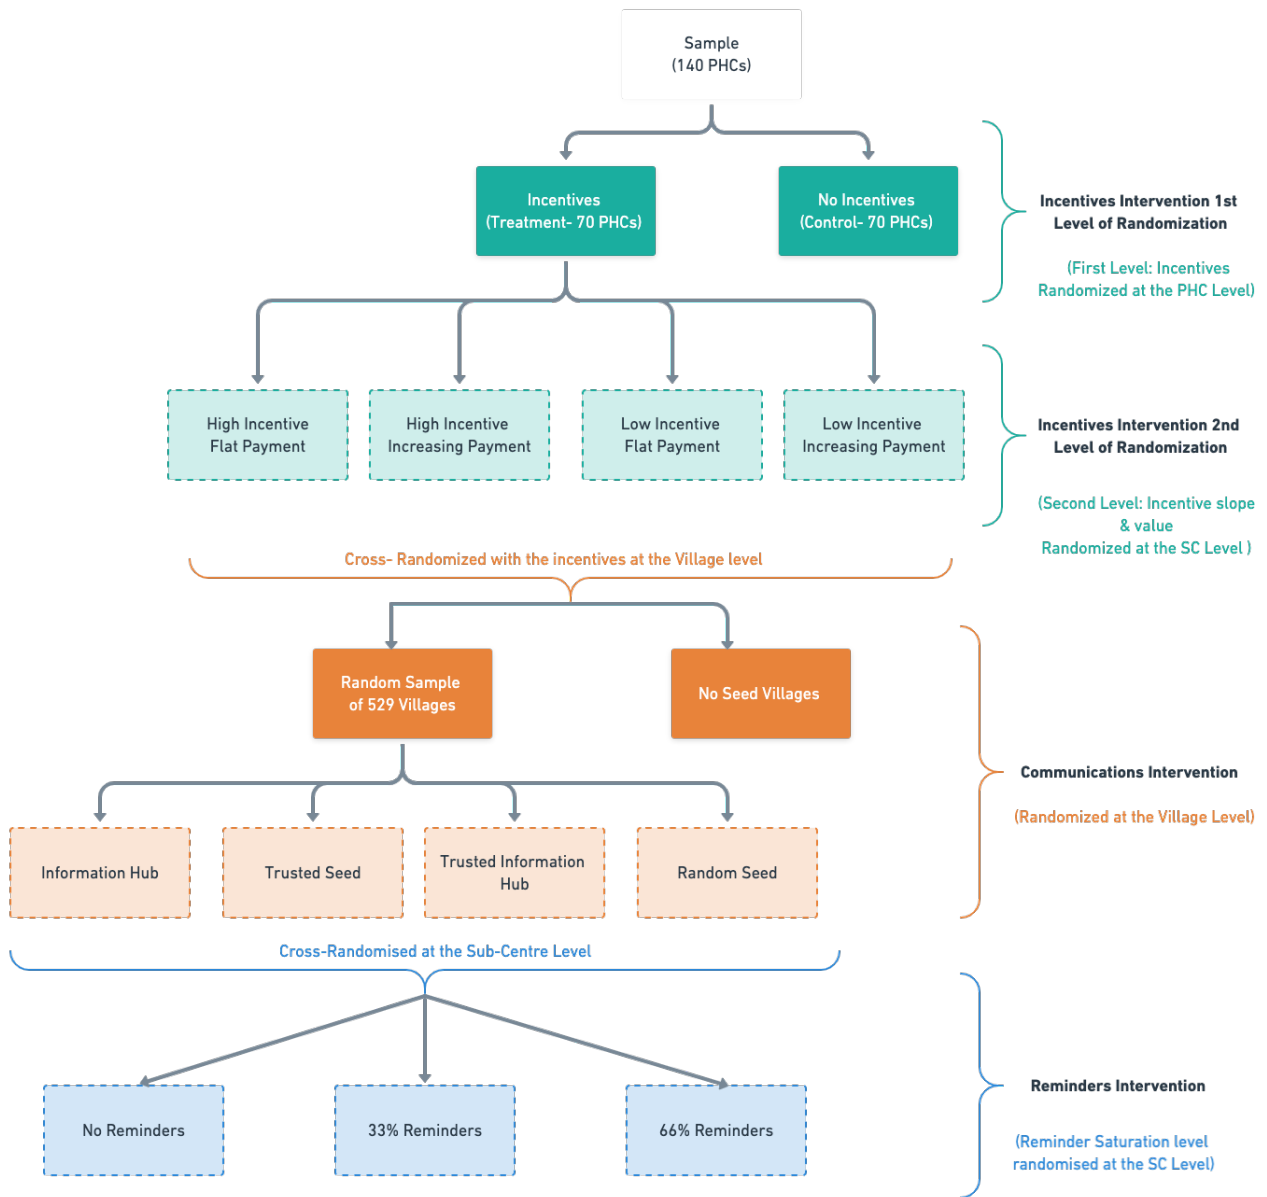 Sample
(140 PHCs)
Incentives
(Treatment- 70 PHCs)
No Incentives
(Control- 70 PHCs)
Incentives Intervention 1st
Level of Randomization
(First Level: Incentives
Randomized at the PHC Level)
High Incentive
Flat Payment
High Incentive
Increasing Payment
Low Incentive
Flat Payment
Low Incentive
Increasing Payment
Incentives Intervention 2nd
Level of Randomization
(Second Level: Incentive slope
& value
Randomized at the SC Level )
Cross- Randomized with the incentives at the Village level
Random Sample
of 529 Villages
No Seed Villages
Communications Intervention
(Randomized at the Village Level)
Information Hub
Trusted Seed
Trusted Information
Hub
Random Seed
Cross-Randomised at the Sub-Centre Level
No Reminders
33% Reminders
66% Reminders
Reminders Intervention
(Reminder Saturation level
randomised at the SC Level)